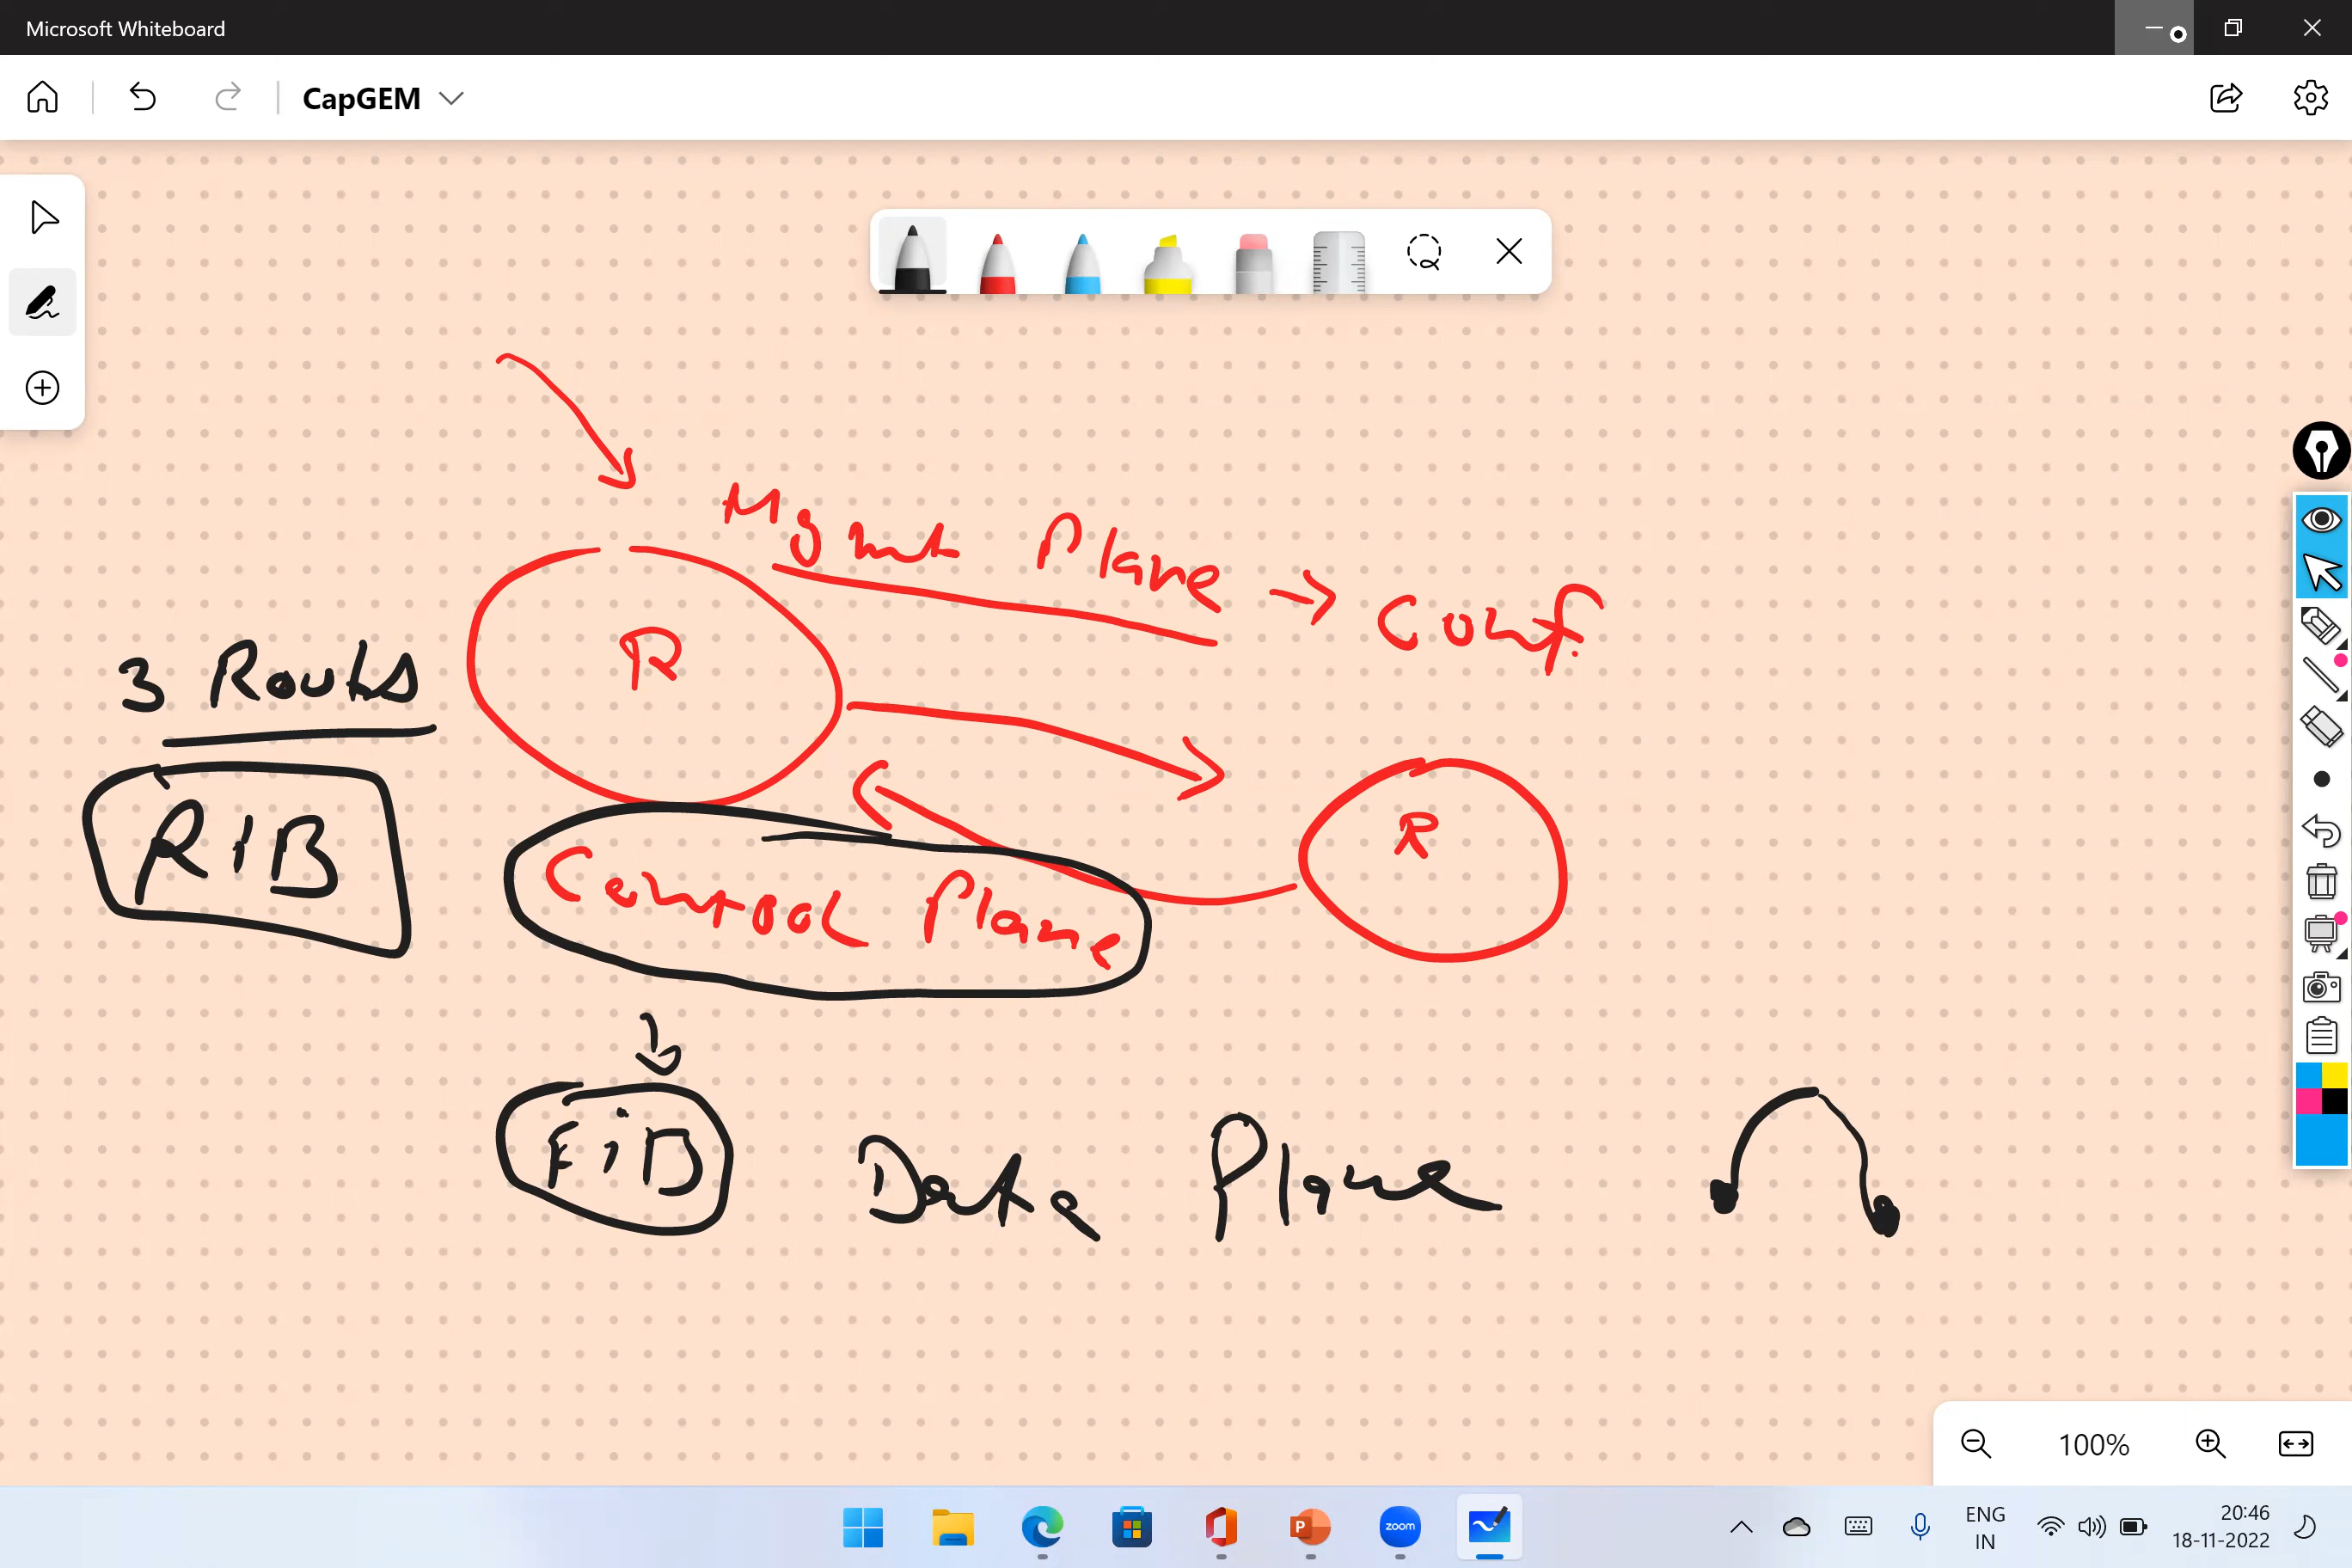 Microsoft Whiteboard
CapGEM
Mgmt Plane → Conf.
R
3 Routs
R
RIB
Control Plane
FiB
Data Plane
100%
zoom
ENG
IN
20:46
18-11-2022